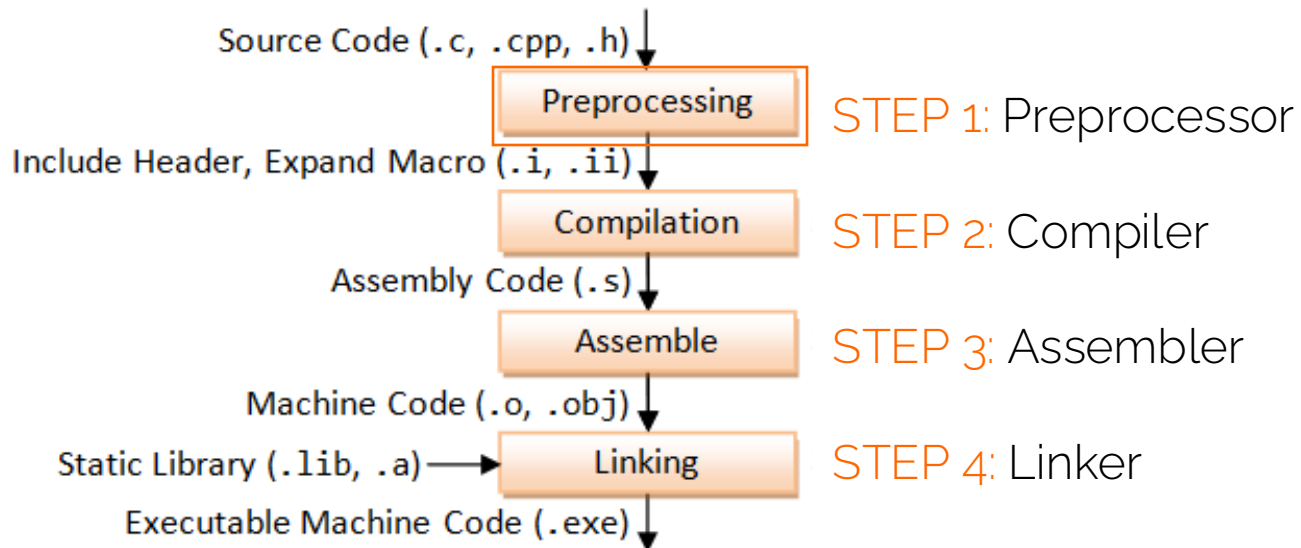 Source Code (.c, .cpp, .h)
Preprocessing
STEP 1: Preprocessor
Include Header, Expand Macro (.i, .ii)
Compilation
STEP 2: Compiler
Assembly Code (.s)
Assemble
STEP 3: Assembler
Machine Code (.o, .obj)
Static Library (.lib, .a)
Linking
STEP 4: Linker
Executable Machine Code (.exe)